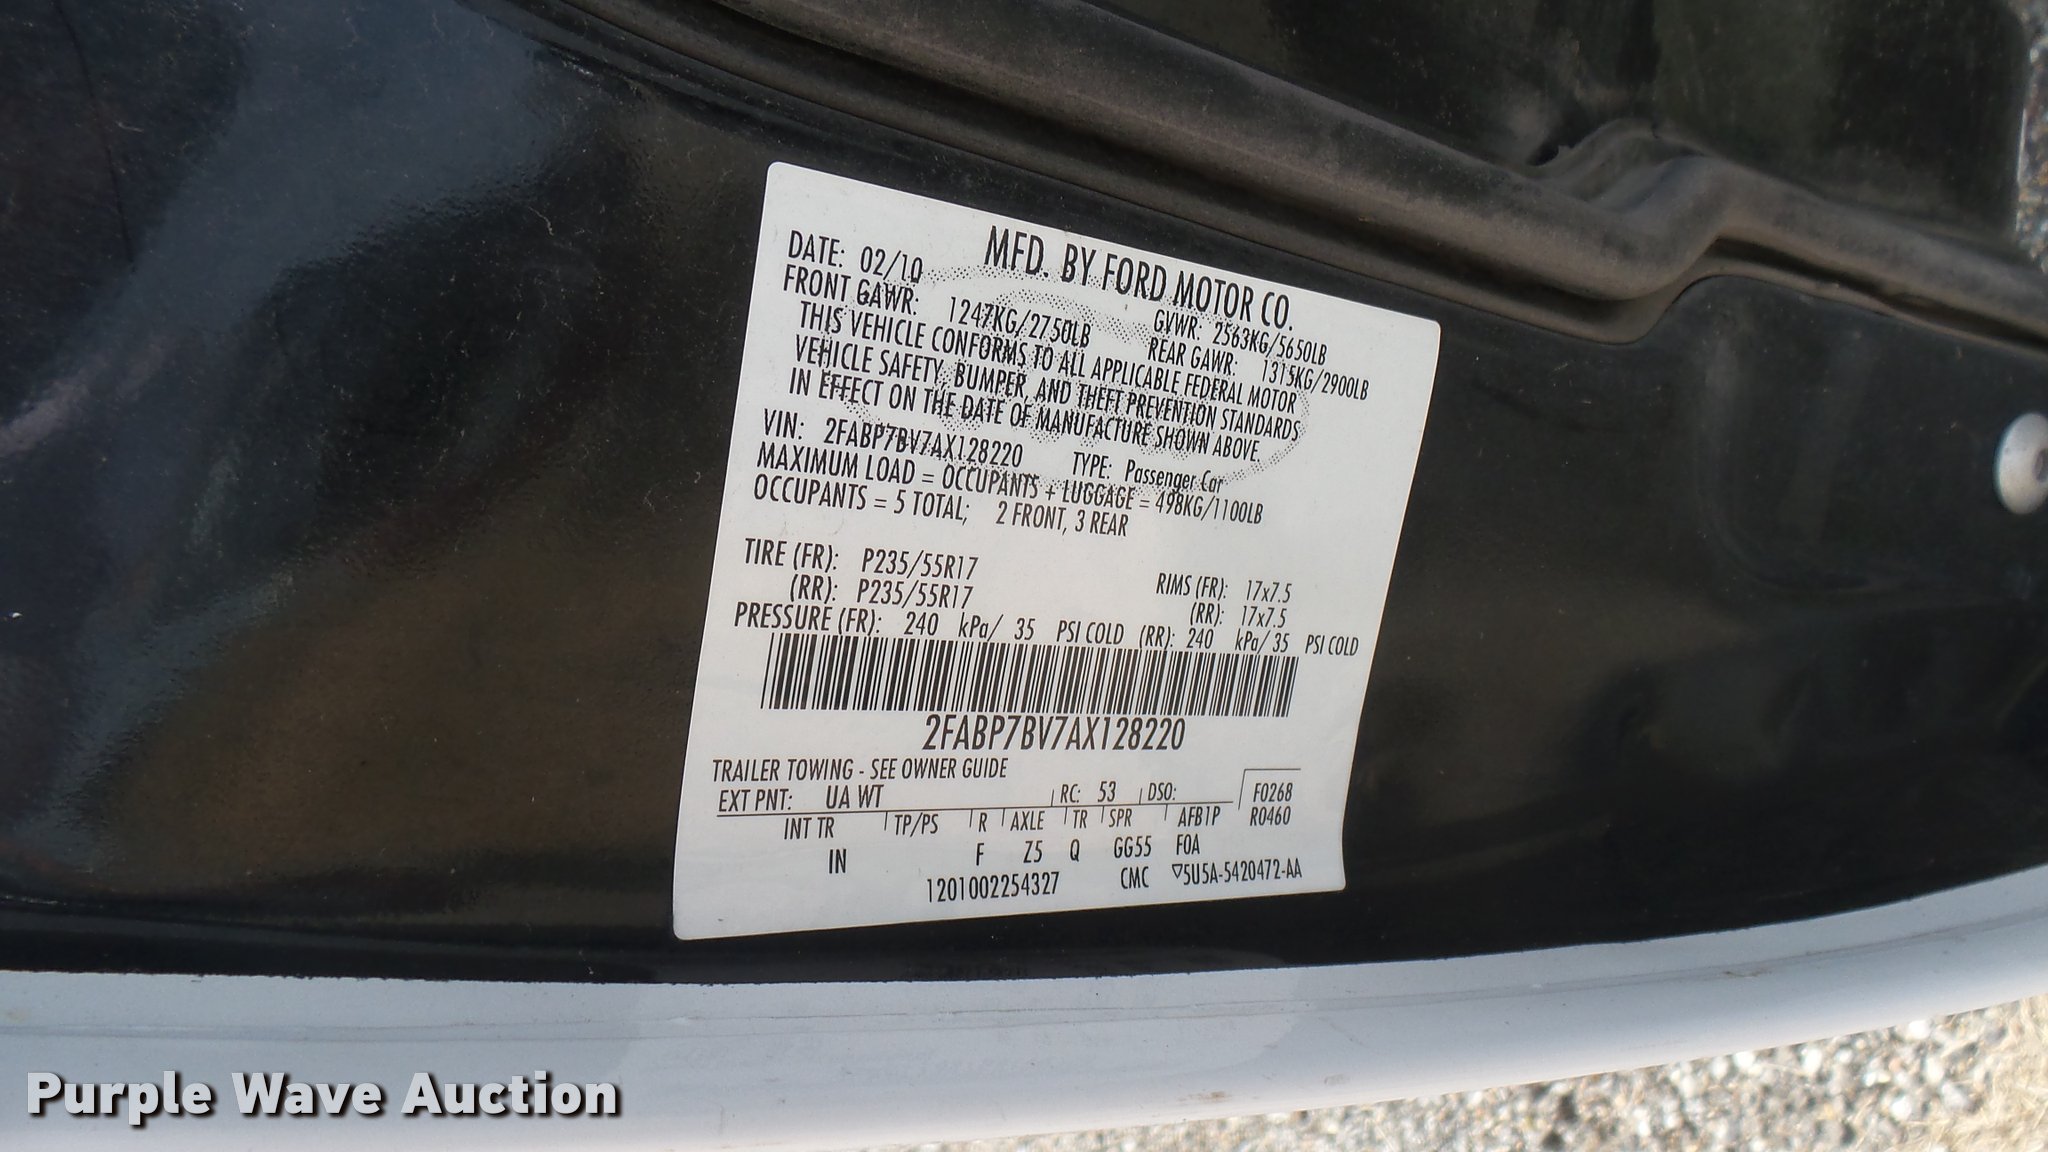 MFD. BY FORD MOTOR CO.
DATE: 02/10 GVWR: 2563KG/5650LB
FRONT GAWR: 1247KG/2750LB REAR GAWR: 1315KG/2900LB
THIS VEHICLE CONFORMS TO ALL APPLICABLE FEDERAL MOTOR
VEHICLE SAFETY, BUMPER, AND THEFT PREVENTION STANDARDS
IN EFFECT ON THE DATE OF MANUFACTURE SHOWN ABOVE.
VIN: 2FABP7BV7AX128220 TYPE: Passenger Car
MAXIMUM LOAD = OCCUPANTS + LUGGAGE = 498KG/1100LB
OCCUPANTS = 5 TOTAL; 2 FRONT, 3 REAR
TIRE (FR): P235/55R17 RIMS (FR): 17x7.5
(RR): P235/55R17 (RR): 17x7.5
PRESSURE (FR): 240 kPa/ 35 PSI COLD (RR): 240 kPa/ 35 PSI COLD
2FABP7BV7AX128220
TRAILER TOWING - SEE OWNER GUIDE
EXT PNT: UA WT RC: 53 DSO: F0268
INT TR TP/PS R AXLE TR SPR AFB1P R0460
IN F Z5 Q GG55 FOA
1201002254327 CMC ▽5U5A-5420472-AA
Purple Wave Auction